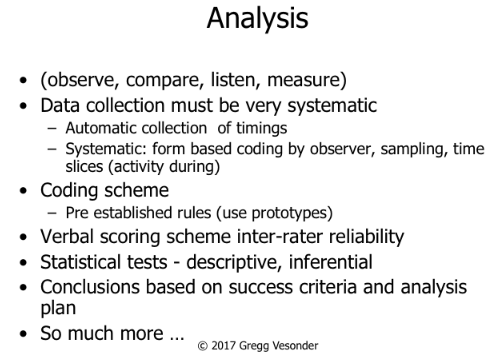 Analysis
• (observe, compare, listen, measure)
• Data collection must be very systematic
– Automatic collection  of timings
– Systematic: form based coding by observer, sampling, time
slices (activity during)
• Coding scheme
– Pre established rules (use prototypes)
• Verbal scoring scheme inter-rater reliability
• Statistical tests - descriptive, inferential
• Conclusions based on success criteria and analysis
plan
• So much more …
© 2017 Gregg Vesonder